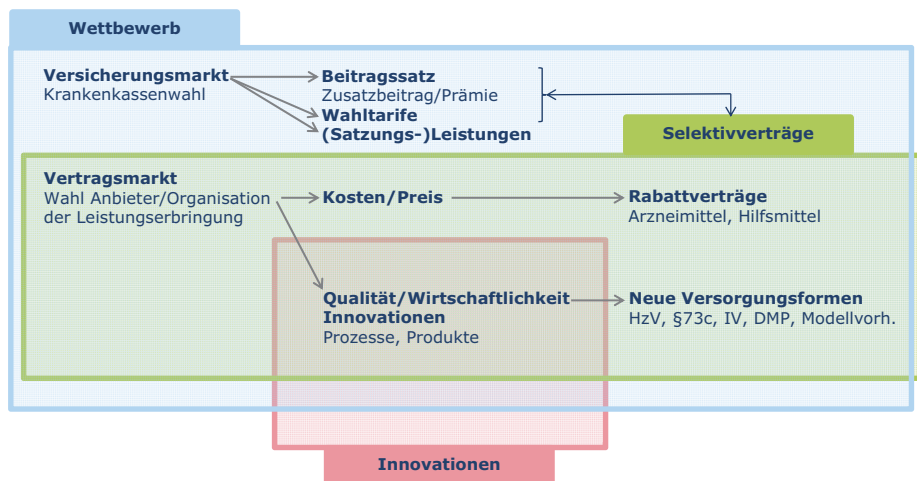 Wettbewerb
Versicherungsmarkt
Krankenkassenwahl
Beitragssatz
Zusatzbeitrag/Prämie
Wahltarife
(Satzungs-)Leistungen
Selektivverträge
Vertragsmarkt
Wahl Anbieter/Organisation
der Leistungserbringung
Kosten/Preis
Rabattverträge
Arzneimittel, Hilfsmittel
Qualität/Wirtschaftlichkeit
Innovationen
Prozesse, Produkte
Neue Versorgungsformen
HzV, §73c, IV, DMP, Modellvorh.
Innovationen